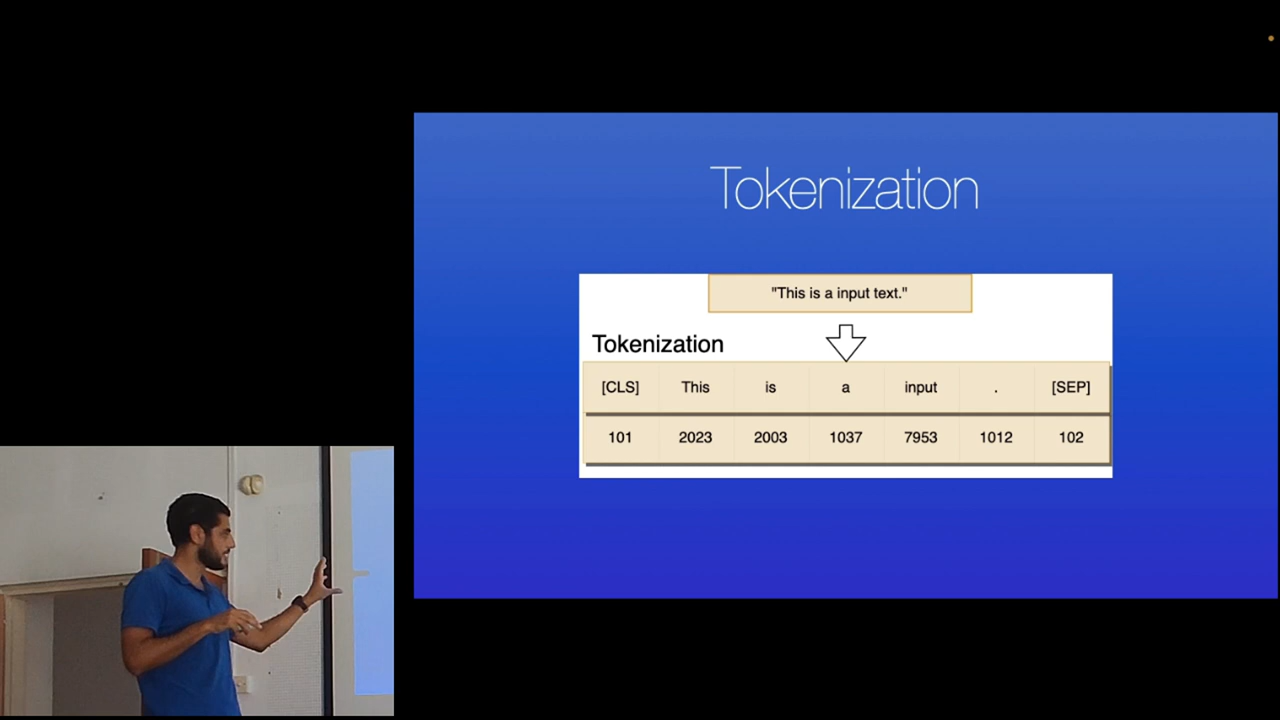 Tokenization
"This is a input text."
Tokenization
[CLS] This is a input . [SEP]
101 2023 2003 1037 7953 1012 102